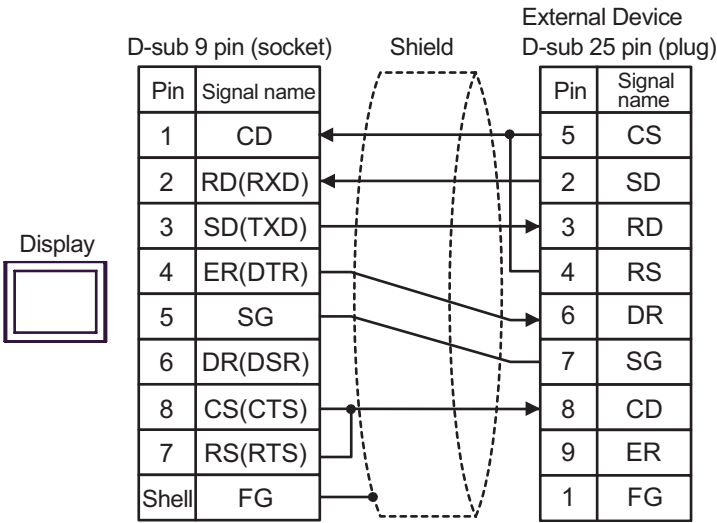 External Device
D-sub 9 pin (socket) Shield D-sub 25 pin (plug)
Pin Signal name Pin Signal
name
1 CD 5 CS
2 RD(RXD) 2 SD
3 SD(TXD) 3 RD
Display
4 ER(DTR) 4 RS
5 SG 6 DR
6 DR(DSR) 7 SG
8 CS(CTS) 8 CD
7 RS(RTS) 9 ER
Shell FG 1 FG